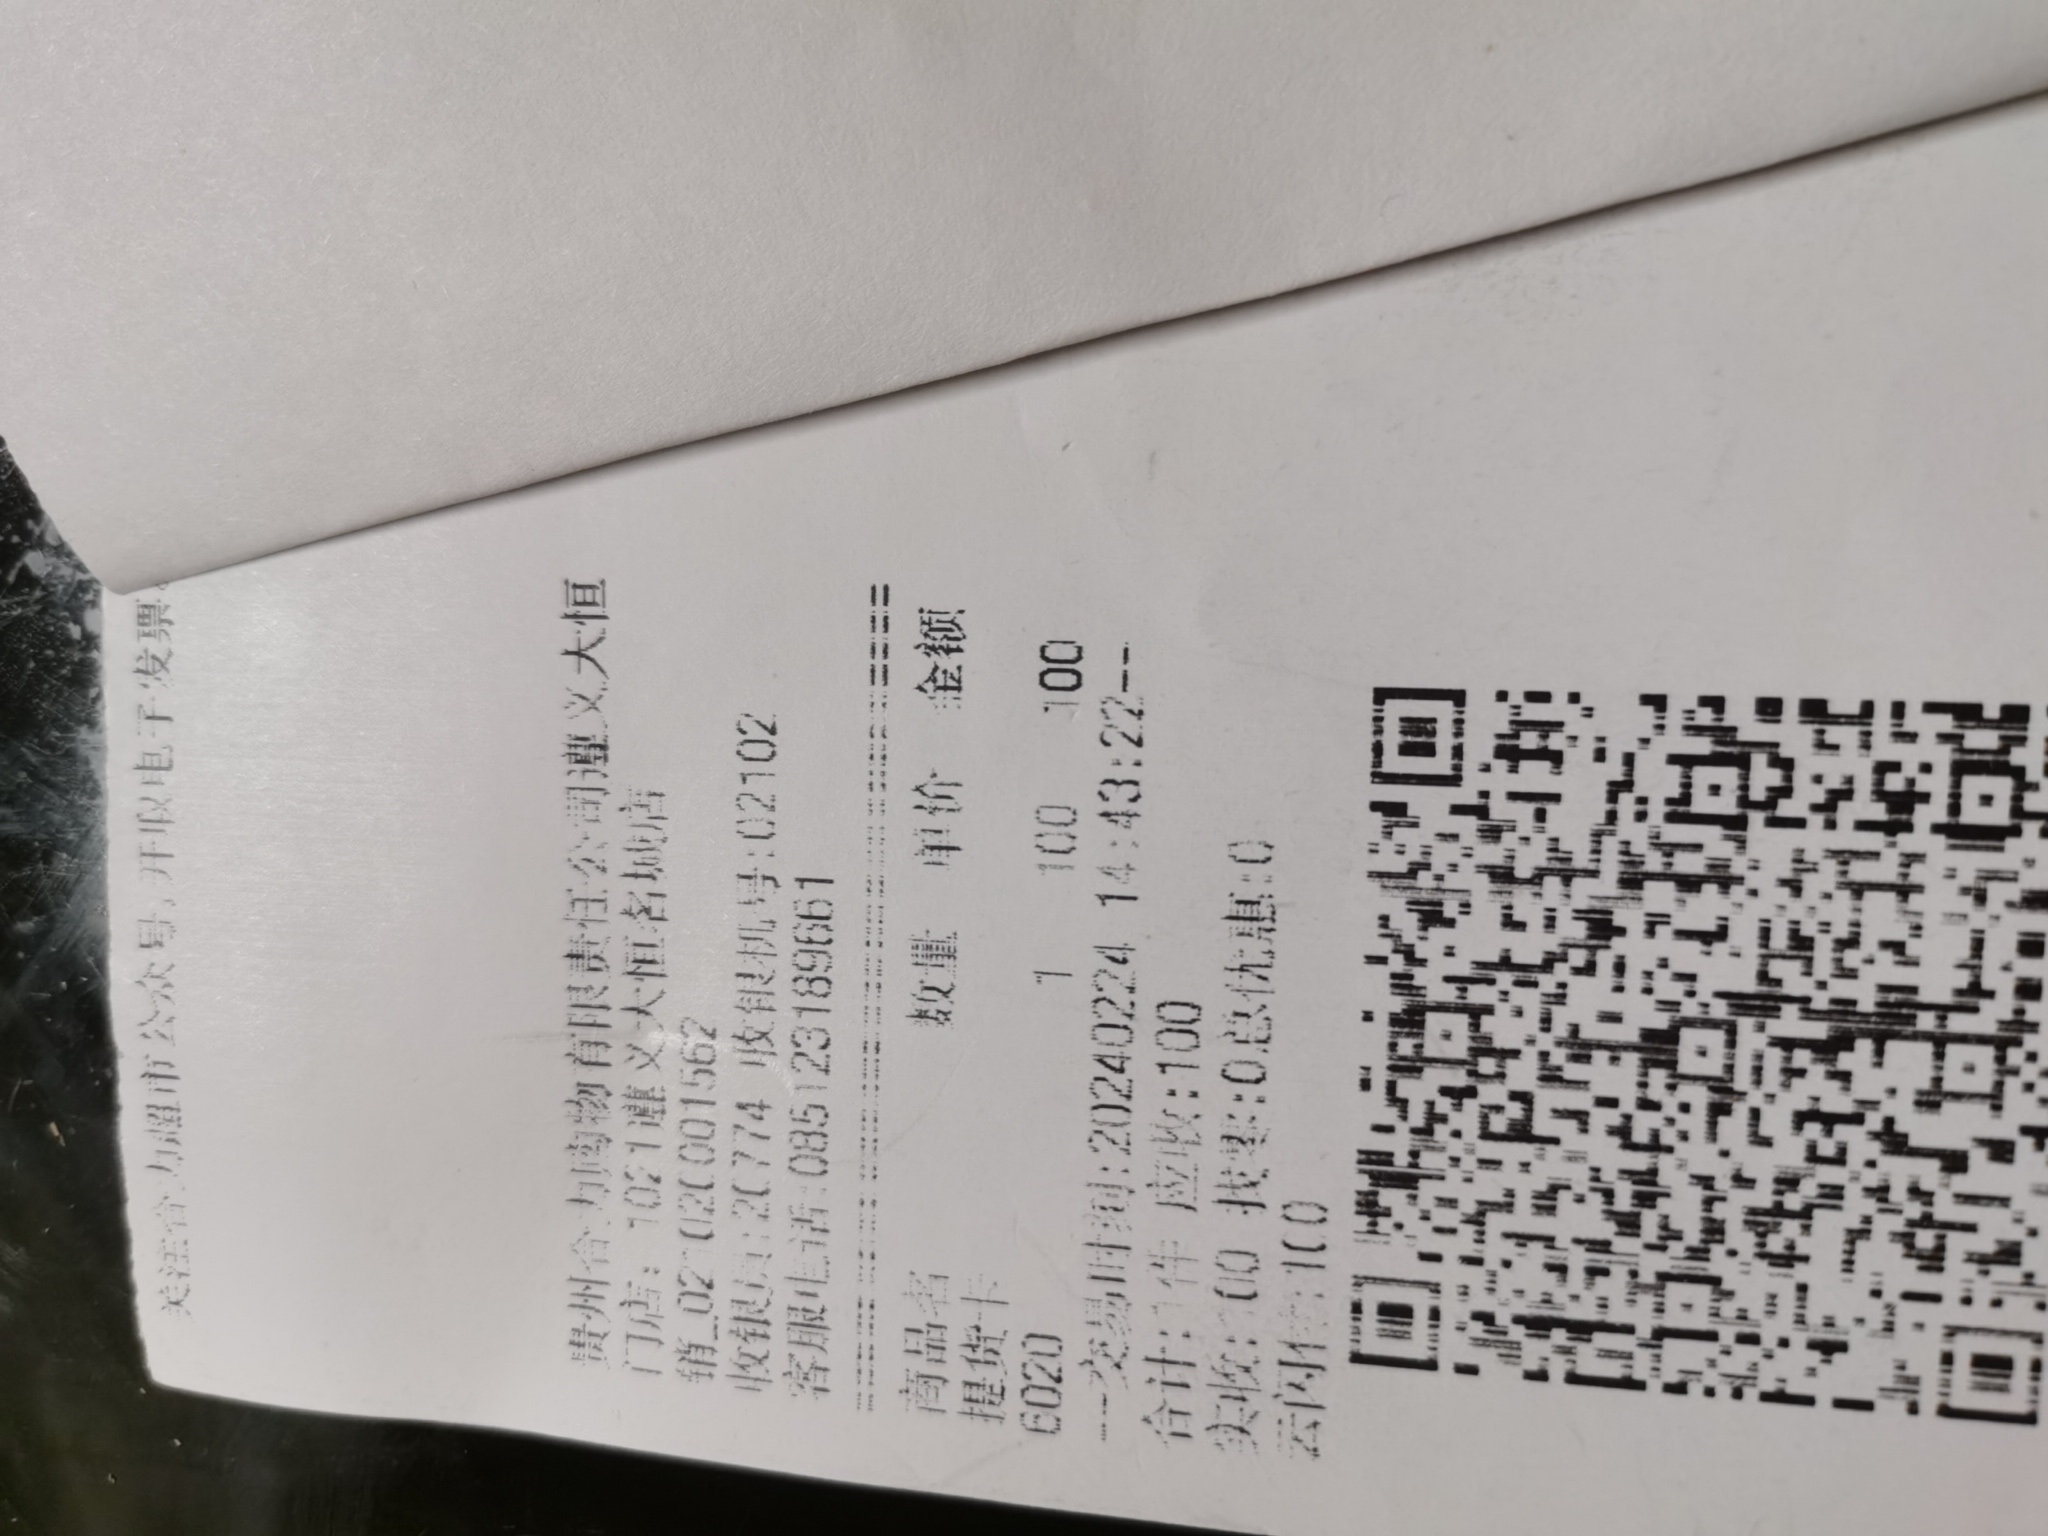 关注合力超市公众号，开取电子发票。
贵州合力购物有限责任公司遵义大恒
门店：1021遵义大恒名城店
销_021020001562
收银员:20774 收银机号:02102
客服电话:085123189661
商品名 数量 单价 金额
提货卡
6020 1 100 100
---交易时间:20240224 14:43:22--
合计:1件 应收:100
实收:100 找零:0总优惠:0
云闪付:100